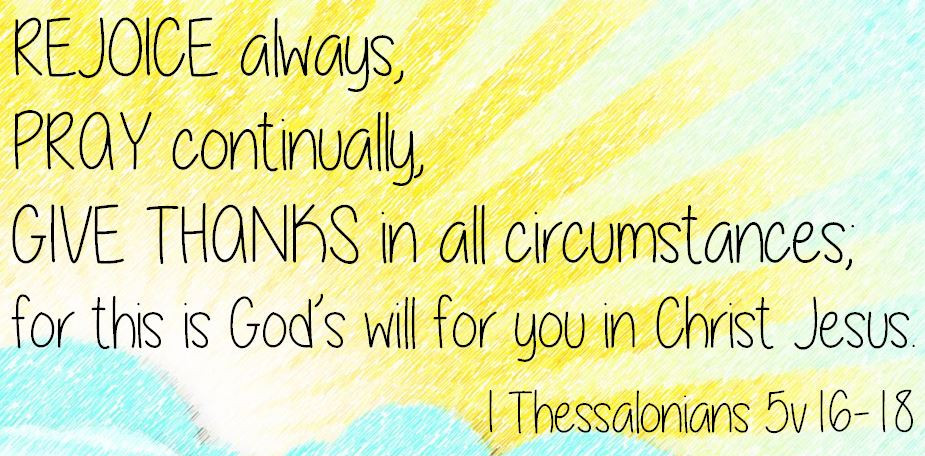 REJOICE always,
PRAY continually,
GIVE THANKS in all circumstances;
for this is God's will for you in Christ Jesus.
1 Thessalonians 5v16-18